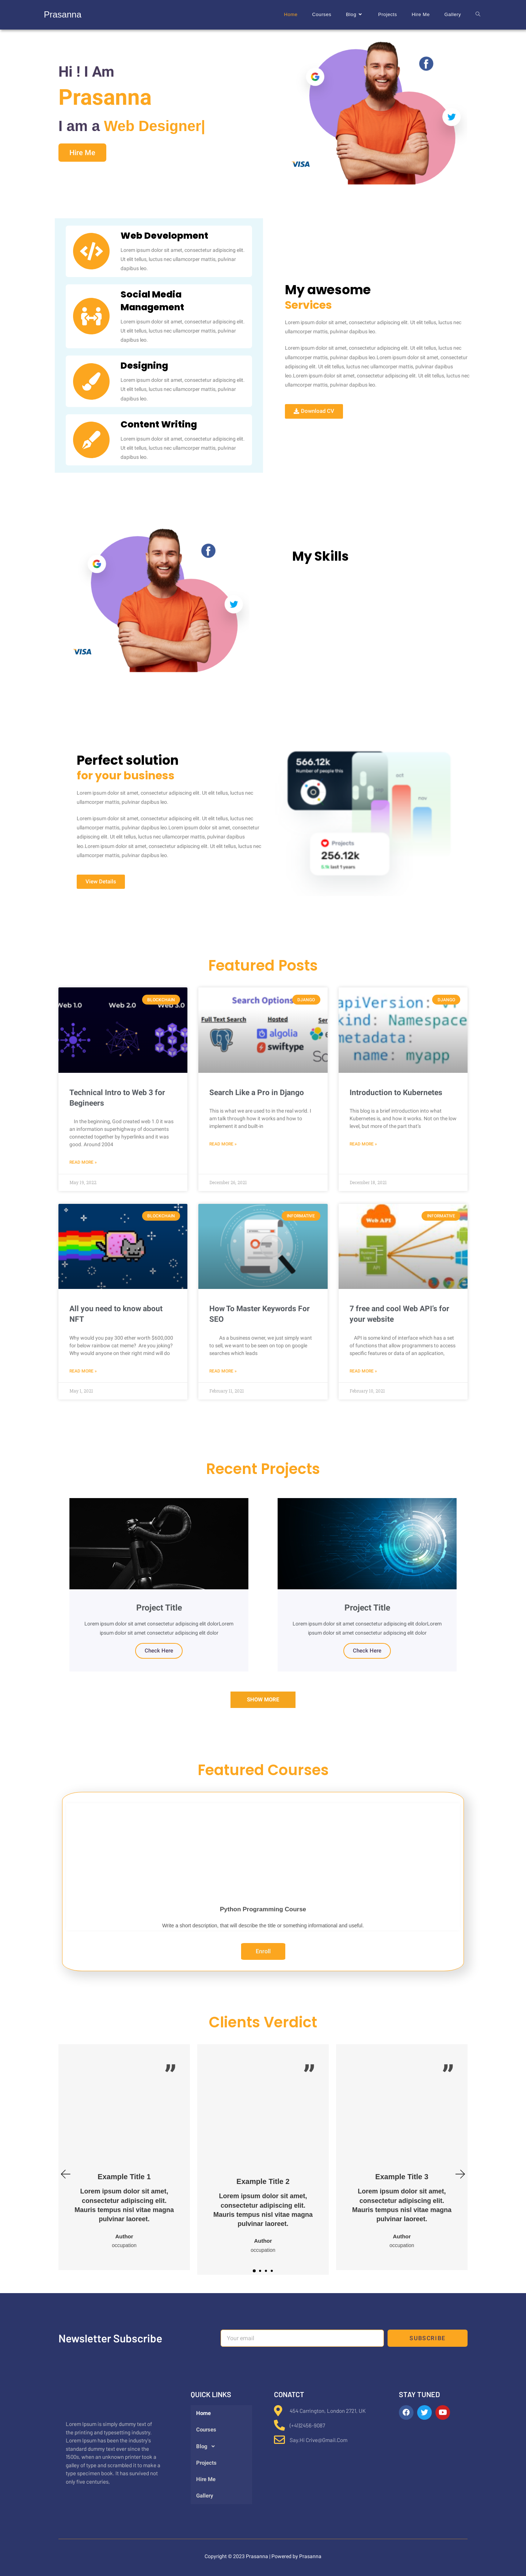 Prasanna
Home Courses Blog Projects Hire Me Gallery
Hi ! I Am
Prasanna
I am a Web Designer|
Hire Me
VISA
Web Development
Lorem ipsum dolor sit amet, consectetur adipiscing elit.
Ut elit tellus, luctus nec ullamcorper mattis, pulvinar
dapibus leo.
Social Media
Management
Lorem ipsum dolor sit amet, consectetur adipiscing elit.
Ut elit tellus, luctus nec ullamcorper mattis, pulvinar
dapibus leo.
Designing
Lorem ipsum dolor sit amet, consectetur adipiscing elit.
Ut elit tellus, luctus nec ullamcorper mattis, pulvinar
dapibus leo.
Content Writing
Lorem ipsum dolor sit amet, consectetur adipiscing elit.
Ut elit tellus, luctus nec ullamcorper mattis, pulvinar
dapibus leo.
My awesome
Services
Lorem ipsum dolor sit amet, consectetur adipiscing elit. Ut elit tellus, luctus nec
ullamcorper mattis, pulvinar dapibus leo.
Lorem ipsum dolor sit amet, consectetur adipiscing elit. Ut elit tellus, luctus nec
ullamcorper mattis, pulvinar dapibus leo.Lorem ipsum dolor sit amet, consectetur
adipiscing elit. Ut elit tellus, luctus nec ullamcorper mattis, pulvinar dapibus
leo.Lorem ipsum dolor sit amet, consectetur adipiscing elit. Ut elit tellus, luctus nec
ullamcorper mattis, pulvinar dapibus leo.
Download CV
VISA
My Skills
Perfect solution
for your business
Lorem ipsum dolor sit amet, consectetur adipiscing elit. Ut elit tellus, luctus nec
ullamcorper mattis, pulvinar dapibus leo.
Lorem ipsum dolor sit amet, consectetur adipiscing elit. Ut elit tellus, luctus nec
ullamcorper mattis, pulvinar dapibus leo.Lorem ipsum dolor sit amet, consectetur
adipiscing elit. Ut elit tellus, luctus nec ullamcorper mattis, pulvinar dapibus
leo.Lorem ipsum dolor sit amet, consectetur adipiscing elit. Ut elit tellus, luctus nec
ullamcorper mattis, pulvinar dapibus leo.
View Details
566.12k
Number of people this
oct
nov
Projects
256.12k
last 1 years
Featured Posts
BLOCKCHAIN
Web 1.0 Web 2.0 Web 3.0
Technical Intro to Web 3 for
Begineers
In the beginning, God created web 1.0 it was
an information superhighway of documents
connected together by hyperlinks and it was
good. Around 2004
READ MORE »
May 15, 2022
DJANGO
Search Options
Full Text Search Hosted Ser
algolia
swiftype
Search Like a Pro in Django
This is what we are used to in the real world. I
am talk through how it works and how to
implement it and built-in
READ MORE »
December 26, 2021
DJANGO
apiVersion: v1
kind: Namespace
metadata:
name: myapp
Introduction to Kubernetes
This blog is a brief introduction into what
Kubernetes is, and how it works. Not on the low
level, but more of the part that's
READ MORE »
December 16, 2021
BLOCKCHAIN
All you need to know about
NFT
Why would you pay 300 ether worth $600,000
for below rainbow cat meme? Are you joking?
Why would anyone on their right mind will do
READ MORE »
May 1, 2021
INFORMATIVE
How To Master Keywords For
SEO
As a business owner, we just simply want
to sell, we want to be seen on top on google
searches which leads
READ MORE »
February 11, 2021
INFORMATIVE
Web API
7 free and cool Web API's for
your website
API is some kind of interface which has a set
of functions that allow programmers to access
specific features or data of an application,
READ MORE »
February 10, 2021
Recent Projects
Project Title
Lorem ipsum dolor sit amet consectetur adipiscing elit dolorLorem
ipsum dolor sit amet consectetur adipiscing elit dolor
Check Here
Project Title
Lorem ipsum dolor sit amet consectetur adipiscing elit dolorLorem
ipsum dolor sit amet consectetur adipiscing elit dolor
Check Here
SHOW MORE
Featured Courses
Python Programming Course
Write a short description, that will describe the title or something informational and useful.
Enroll
Clients Verdict
Example Title 1
Lorem ipsum dolor sit amet,
consectetur adipiscing elit.
Mauris tempus nisl vitae magna
pulvinar laoreet.
Author
occupation
Example Title 2
Lorem ipsum dolor sit amet,
consectetur adipiscing elit.
Mauris tempus nisl vitae magna
pulvinar laoreet.
Author
occupation
Example Title 3
Lorem ipsum dolor sit amet,
consectetur adipiscing elit.
Mauris tempus nisl vitae magna
pulvinar laoreet.
Author
occupation
Newsletter Subscribe
Your email
SUBSCRIBE
Lorem Ipsum is simply dummy text of
the printing and typesetting industry.
Lorem Ipsum has been the industry's
standard dummy text ever since the
1500s, when an unknown printer took a
galley of type and scrambled it to make a
type specimen book. It has survived not
only five centuries,
QUICK LINKS
Home
Courses
Blog
Projects
Hire Me
Gallery
CONATCT
454 Carrington, London 2721, UK
(+40)2456-9087
Say.Hi Crive@Gmail.Com
STAY TUNED
Copyright © 2023 Prasanna | Powered by Prasanna